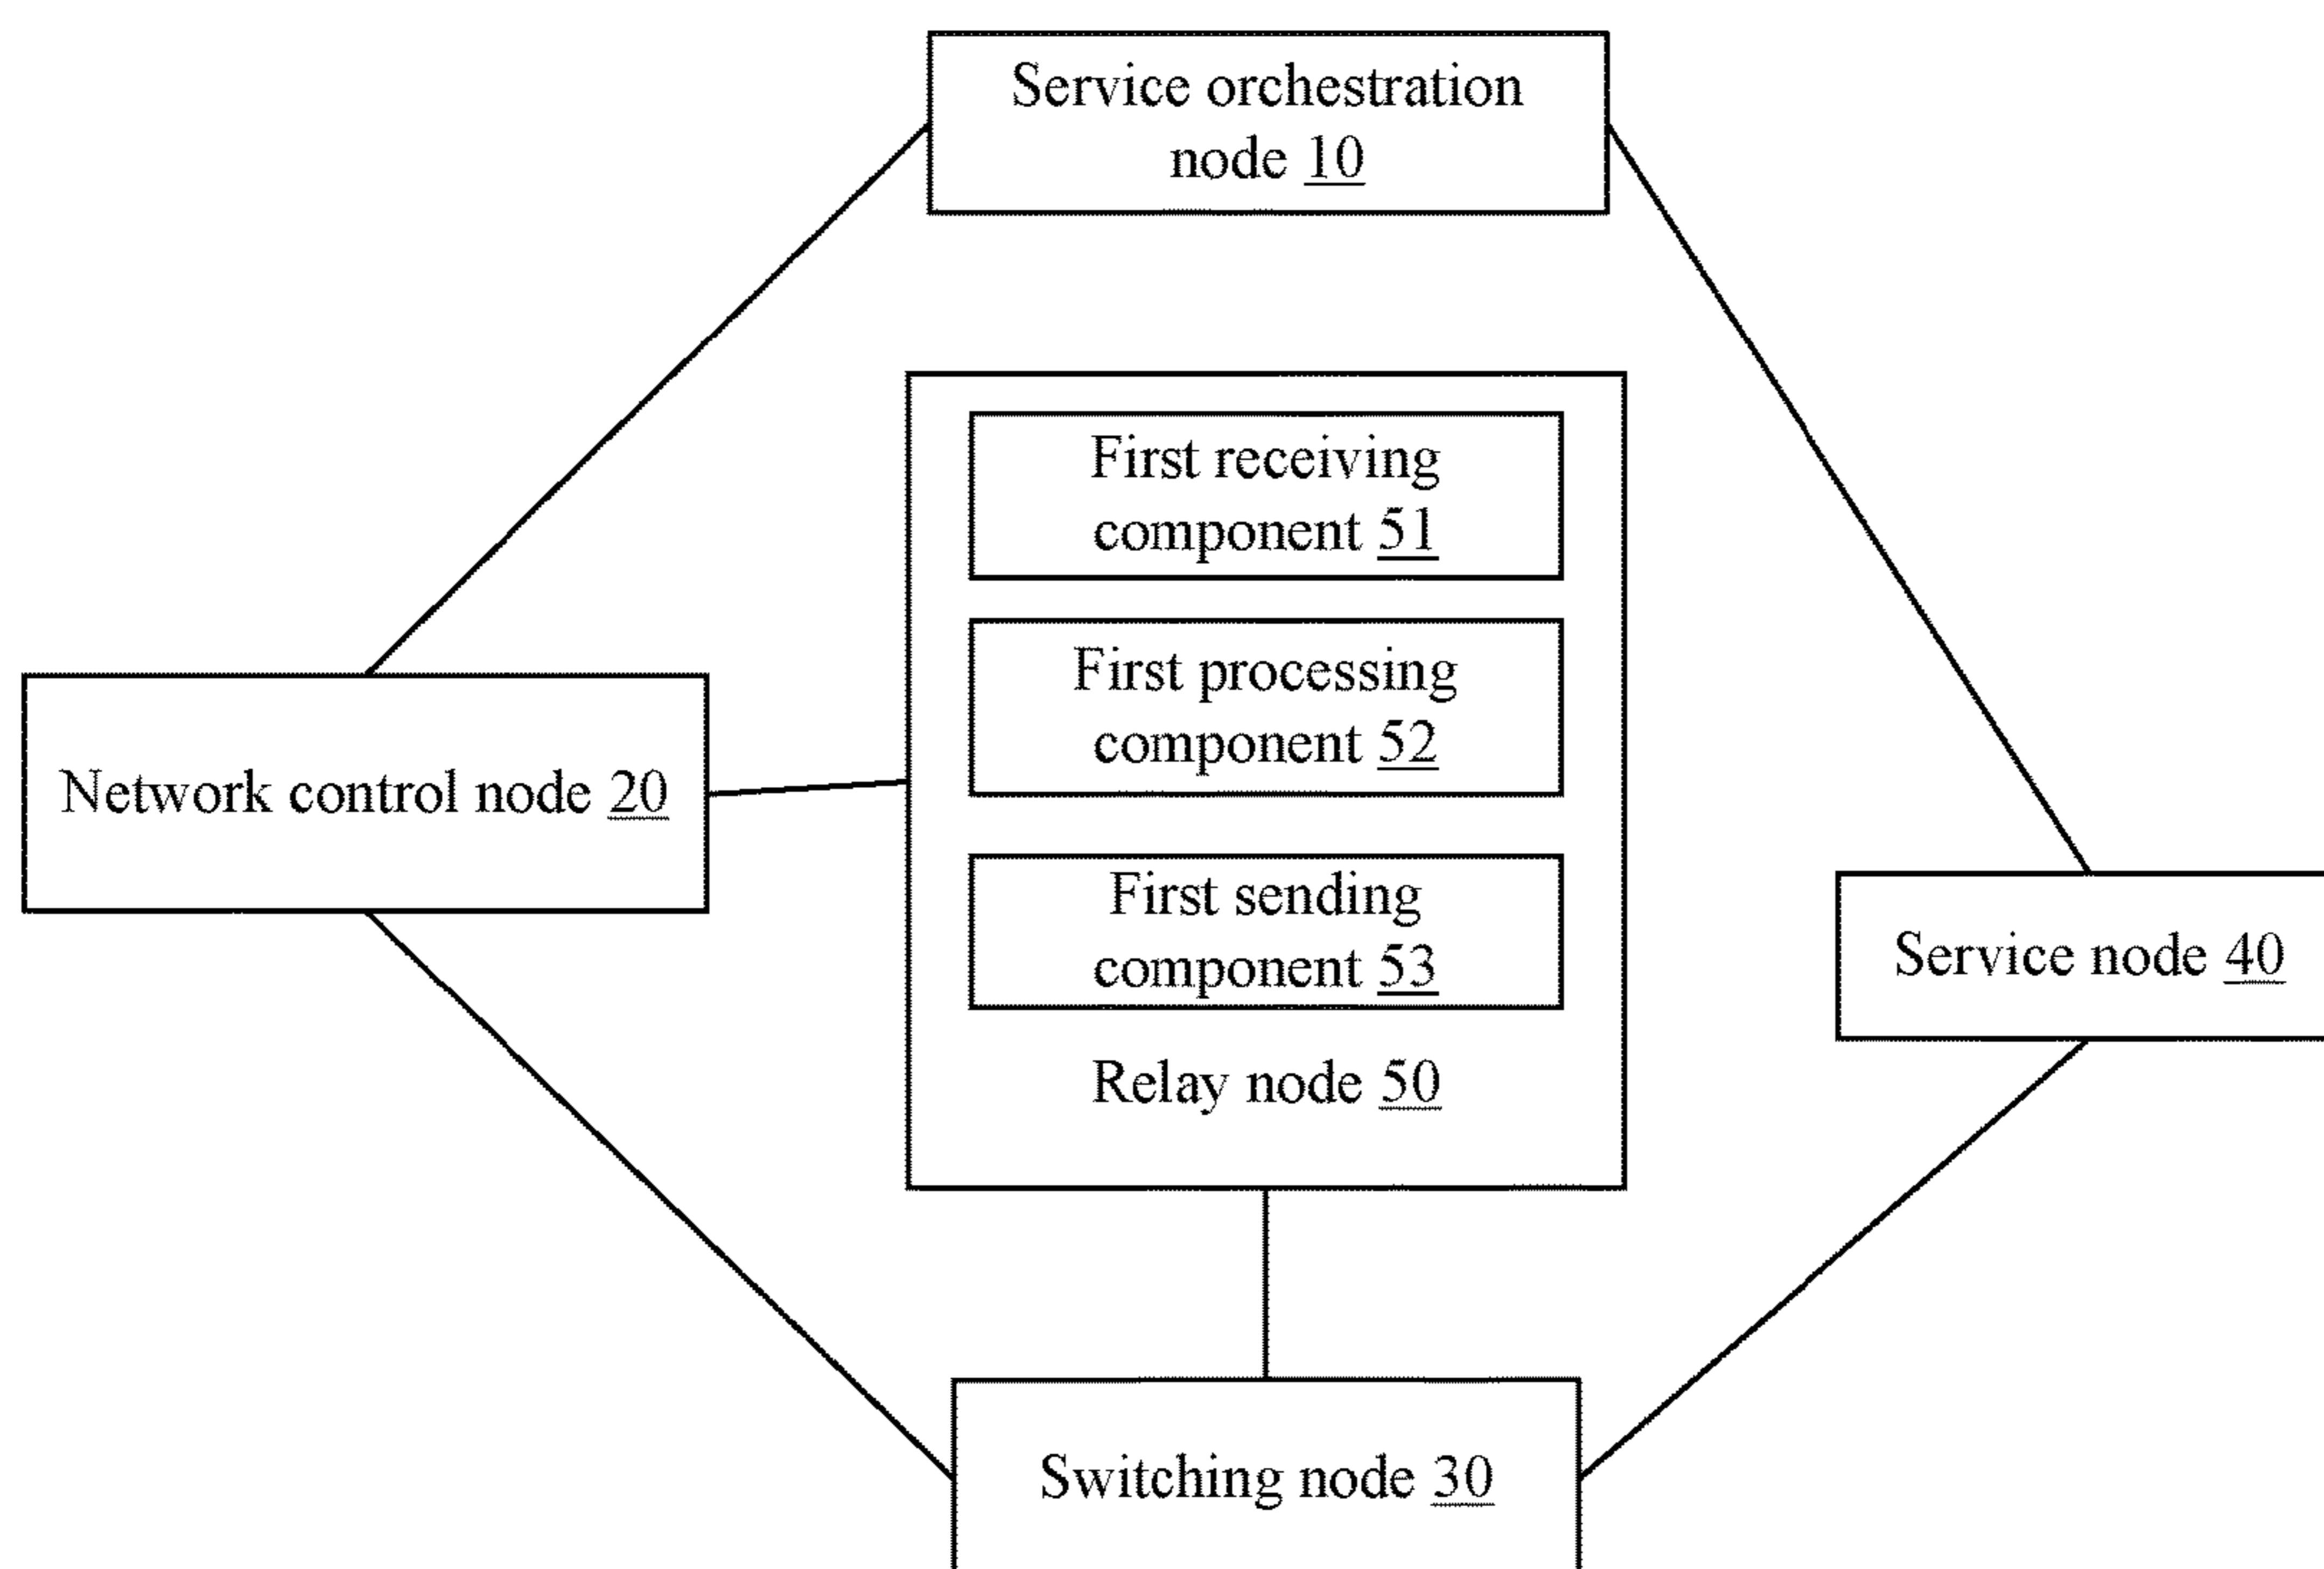 Service orchestration
node 10
First receiving
component 51
First processing
component 52
Network control node 20
First sending
component 53
Service node 40
Relay node 50
Switching node 30